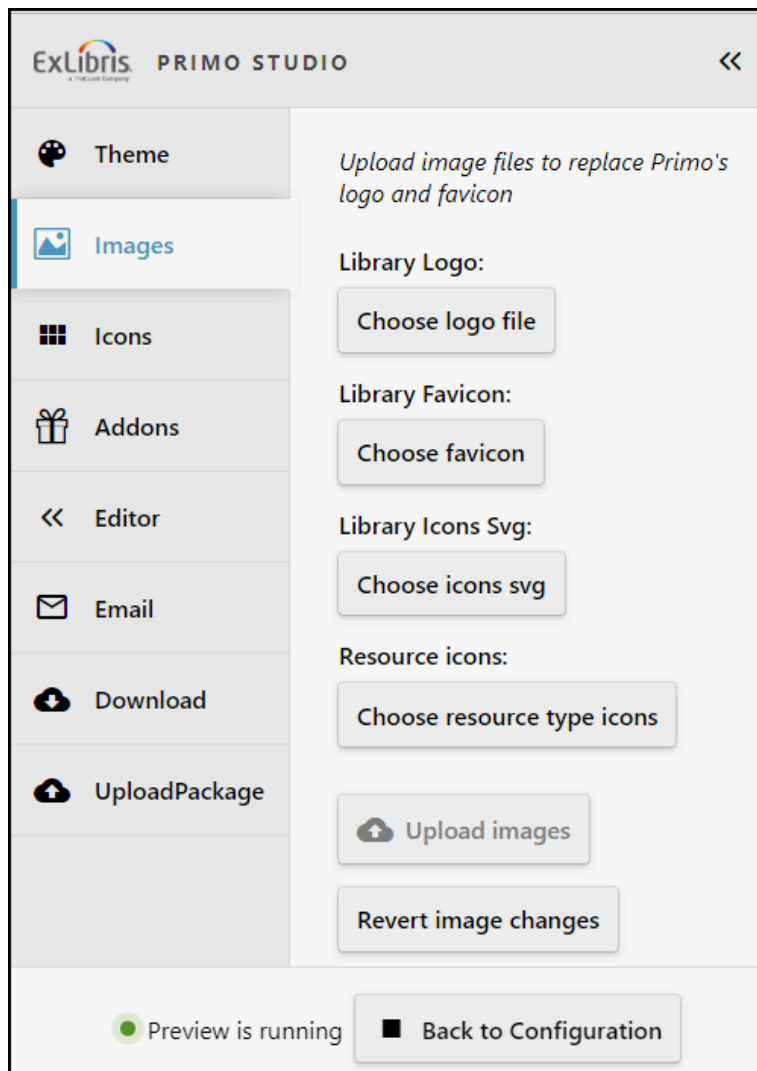 ExLibris
a ProQuest Company
PRIMO STUDIO
Theme
Images
Icons
Addons
Editor
Email
Download
UploadPackage
Upload image files to replace Primo's
logo and favicon
Library Logo:
Choose logo file
Library Favicon:
Choose favicon
Library Icons Svg:
Choose icons svg
Resource icons:
Choose resource type icons
Upload images
Revert image changes
Preview is running
Back to Configuration